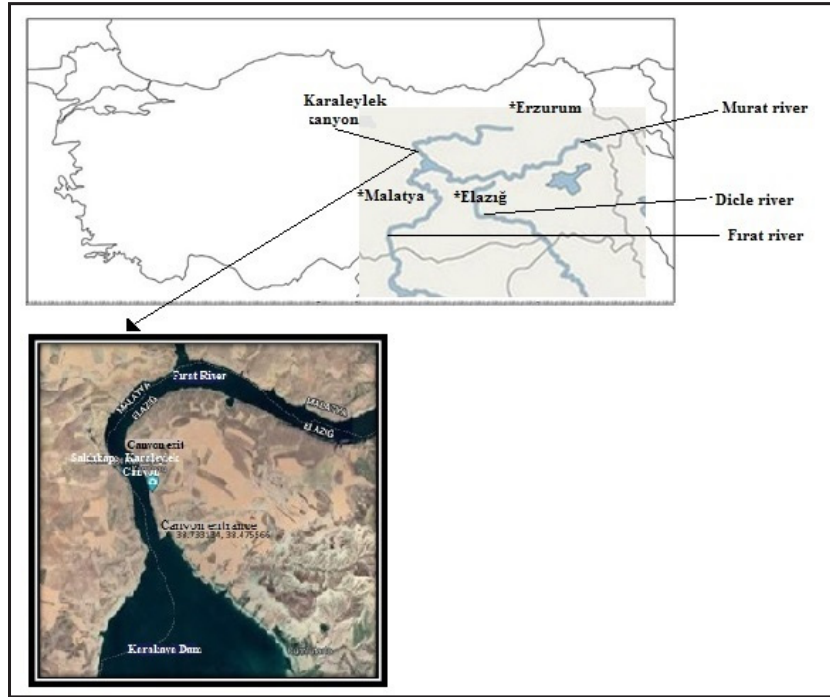 Karaleylek
kanyon
*Erzurum
Murat river
*Malatya
*Elazığ
Dicle river
Fırat river
Fırat River
MALATYA
ELAZIĞ
MALATYA
ELAZIĞ
Canyon exit
Karaleylek
Canyon
Canyon entrance
Karakaya Dam